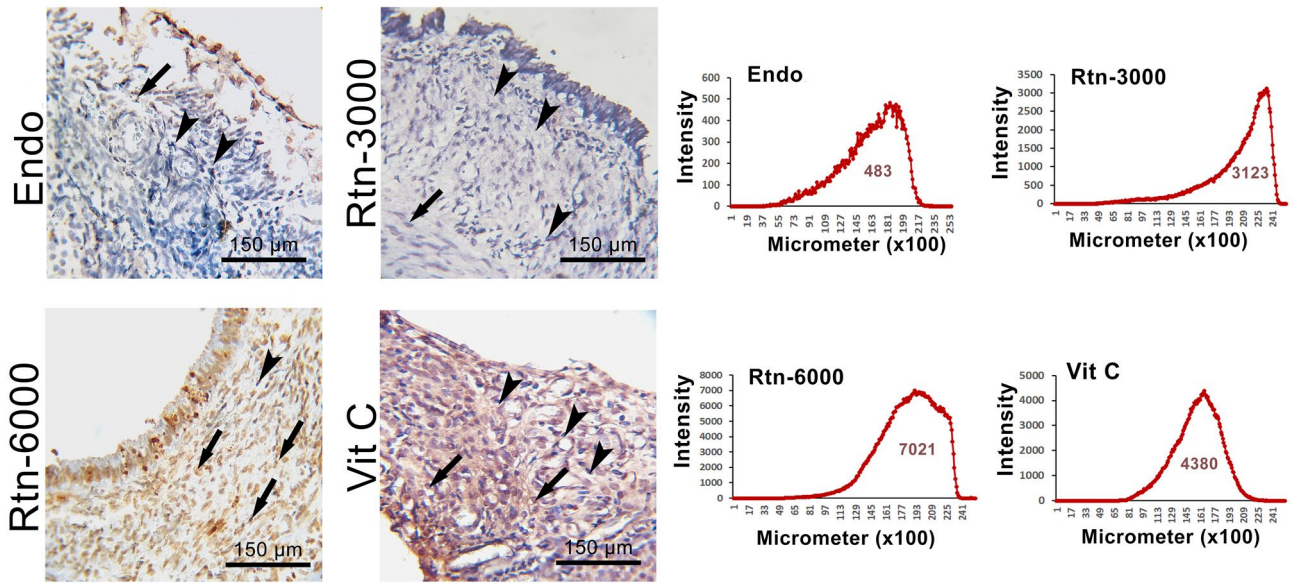 Endo
150 µm
Rtn-3000
150 µm
Endo
Intensity
600
500
400
300
200
100
0
483
1 19 37 55 73 91 109 127 145 163 181 199 217 235 253
Micrometer (x100)
Rtn-3000
Intensity
3500
3000
2500
2000
1500
1000
500
0
3123
1 17 33 49 65 81 97 113 129 145 161 177 193 209 225 241
Micrometer (x100)
Rtn-6000
150 µm
Vit C
150 µm
Rtn-6000
Intensity
8000
7000
6000
5000
4000
3000
2000
1000
0
7021
1 17 33 49 65 81 97 113 129 145 161 177 193 209 225 241
Micrometer (x100)
Vit C
Intensity
5000
4000
3000
2000
1000
0
4380
1 17 33 49 65 81 97 113 129 145 161 177 193 209 225 241
Micrometer (x100)